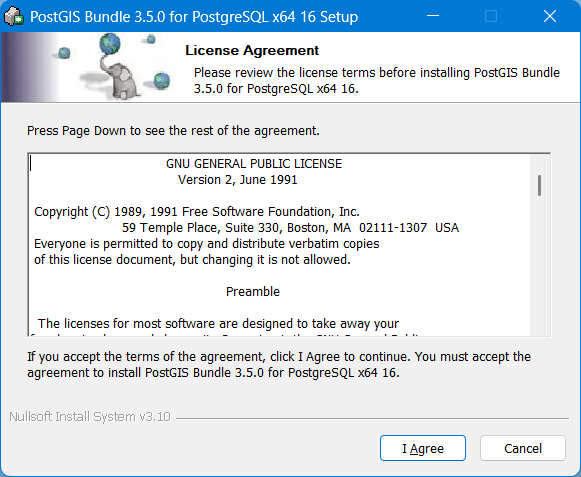 PostGIS Bundle 3.5.0 for PostgreSQL x64 16 Setup
License Agreement
Please review the license terms before installing PostGIS Bundle
3.5.0 for PostgreSQL x64 16.
Press Page Down to see the rest of the agreement.
GNU GENERAL PUBLIC LICENSE
Version 2, June 1991
Copyright (C) 1989, 1991 Free Software Foundation, Inc.
59 Temple Place, Suite 330, Boston, MA  02111-1307  USA
Everyone is permitted to copy and distribute verbatim copies
of this license document, but changing it is not allowed.
Preamble
The licenses for most software are designed to take away your
If you accept the terms of the agreement, click I Agree to continue. You must accept the
agreement to install PostGIS Bundle 3.5.0 for PostgreSQL x64 16.
Nullsoft Install System v3.10
I Agree
Cancel